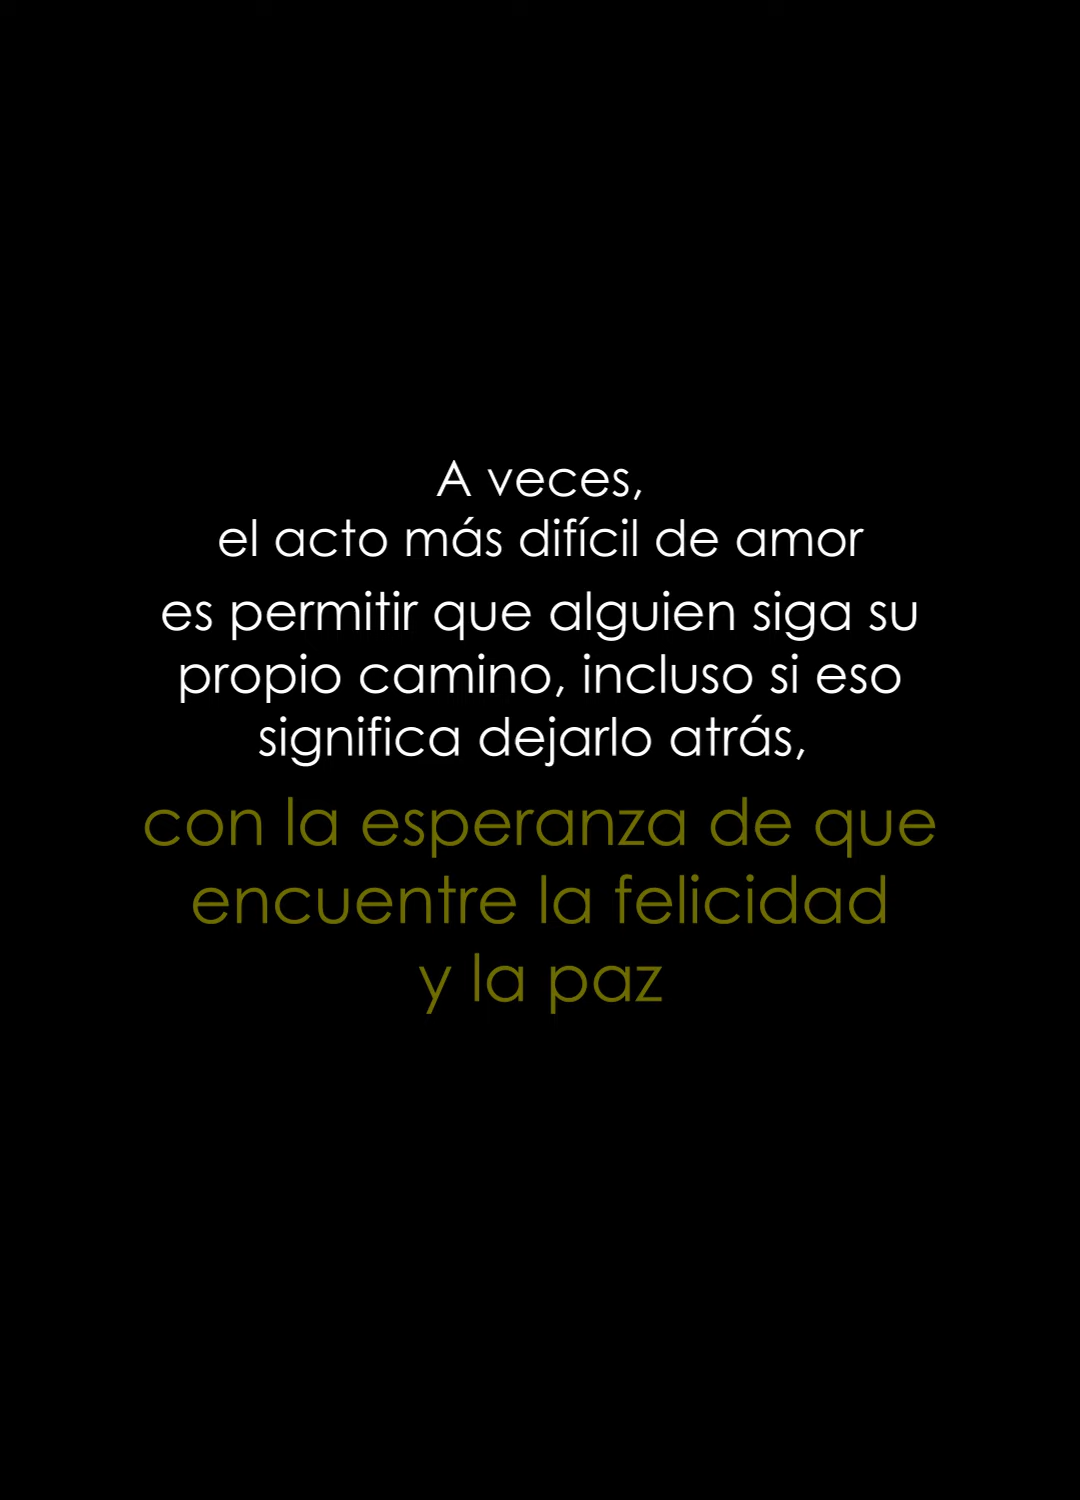 A veces,
el acto más difícil de amor
es permitir que alguien siga su
propio camino, incluso si eso
significa dejarlo atrás,
con la esperanza de que
encuentre la felicidad
y la paz